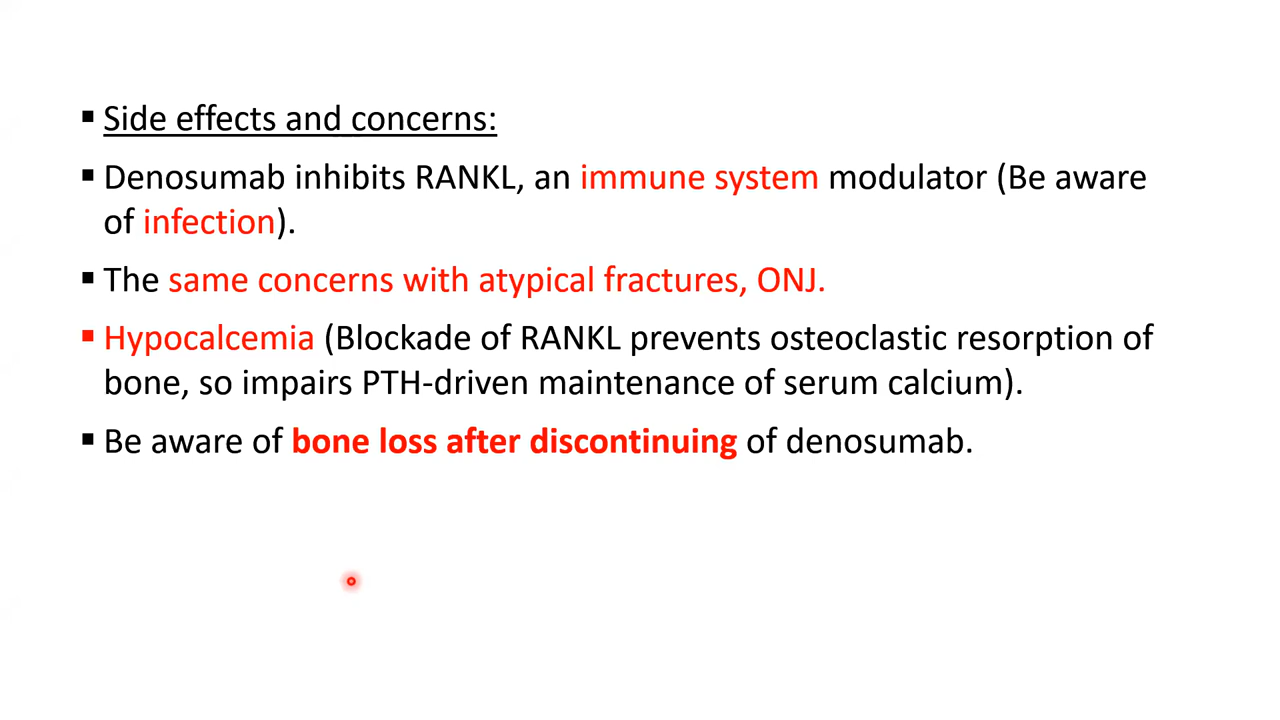 ▪ Side effects and concerns:
▪ Denosumab inhibits RANKL, an immune system modulator (Be aware
of infection).
▪ The same concerns with atypical fractures, ONJ.
▪ Hypocalcemia (Blockade of RANKL prevents osteoclastic resorption of
bone, so impairs PTH-driven maintenance of serum calcium).
▪ Be aware of bone loss after discontinuing of denosumab.